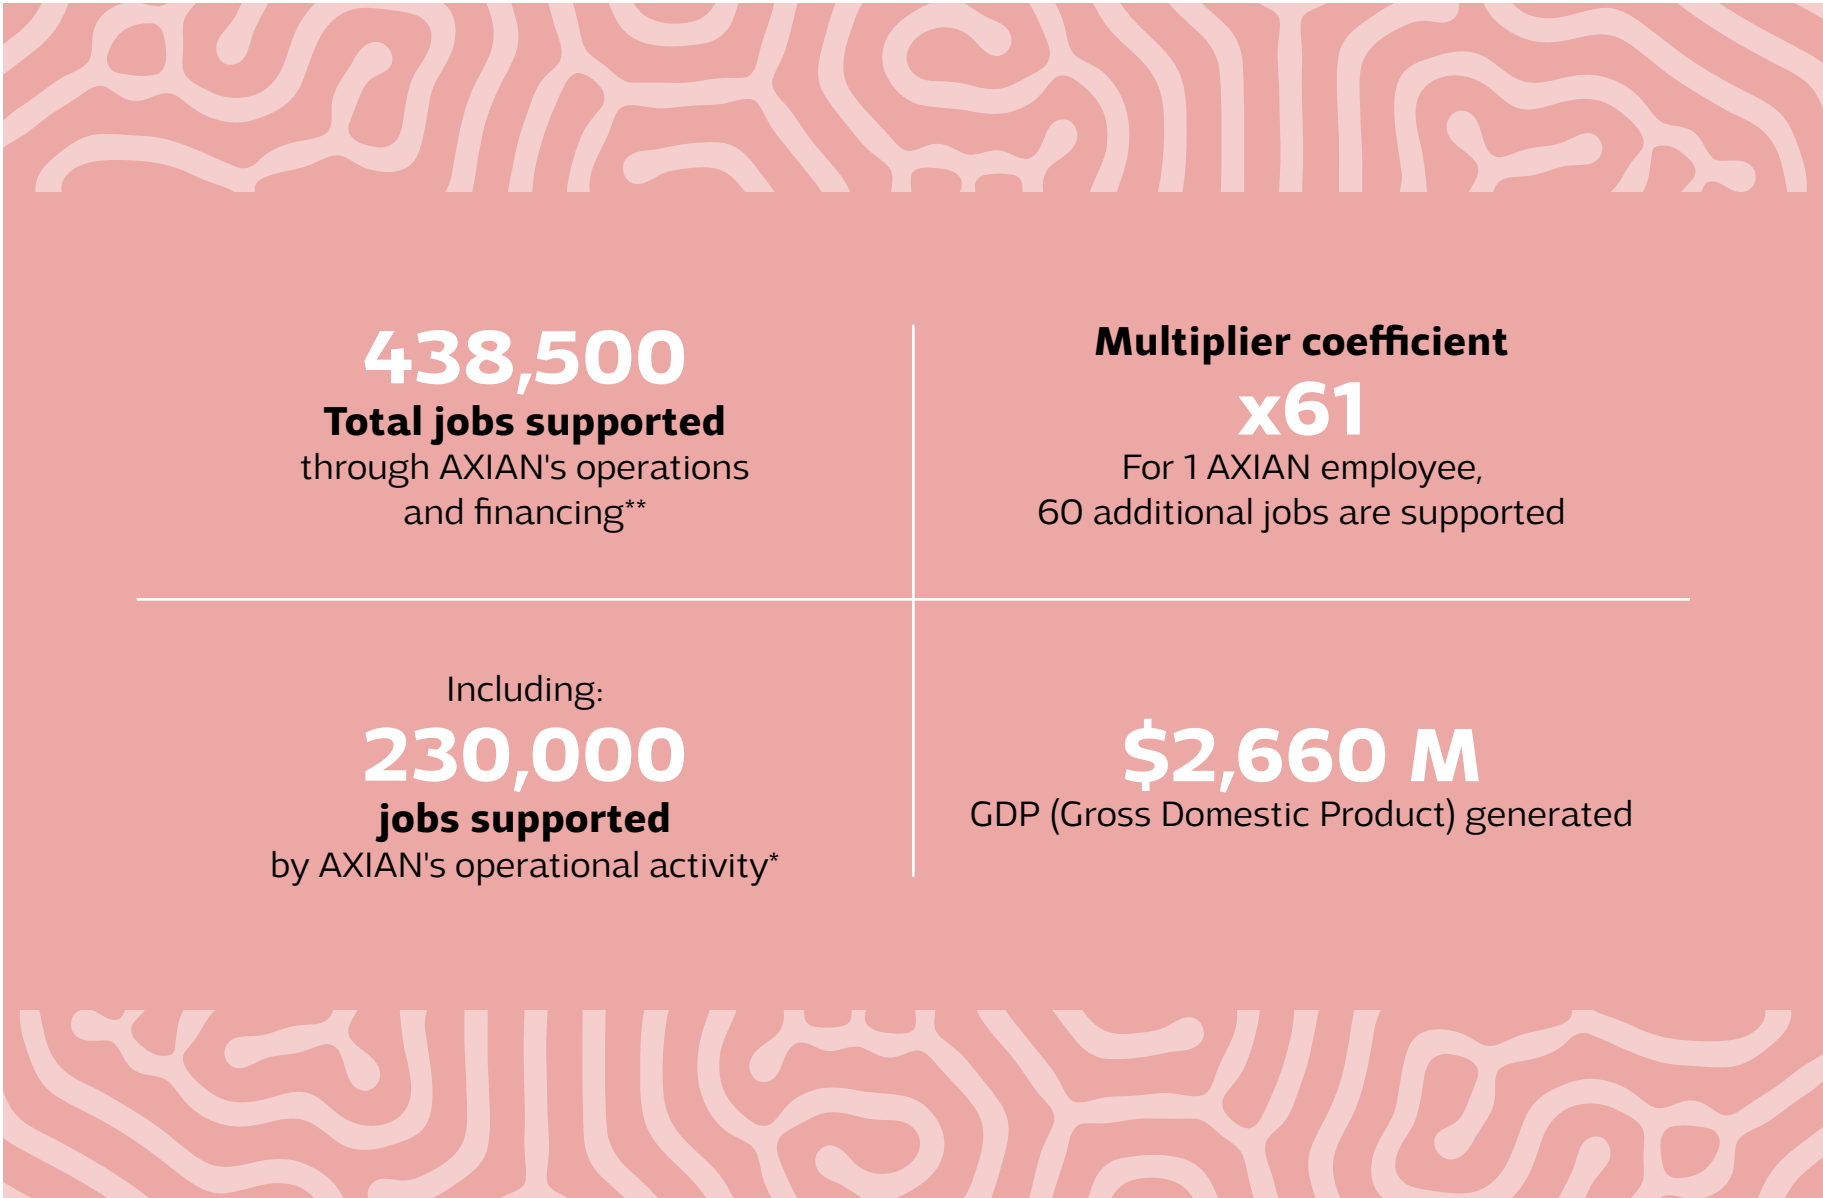 438,500
Total jobs supported
through AXIAN's operations
and financing**
Multiplier coefficient
x61
For 1 AXIAN employee,
60 additional jobs are supported
Including:
230,000
jobs supported
by AXIAN's operational activity*
$2,660 M
GDP (Gross Domestic Product) generated